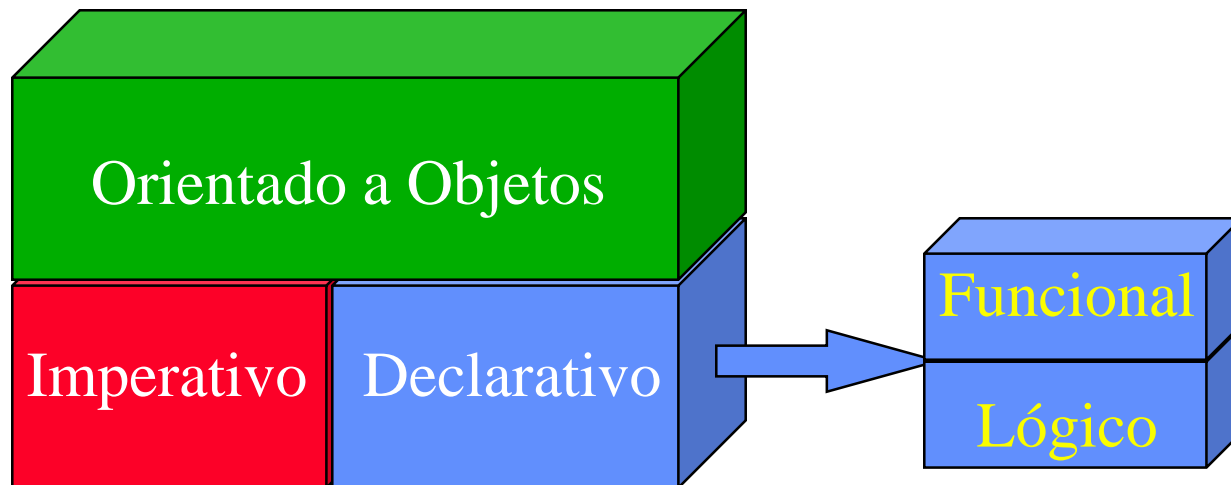 Orientado a Objetos
Imperativo
Declarativo
Funcional
Lógico